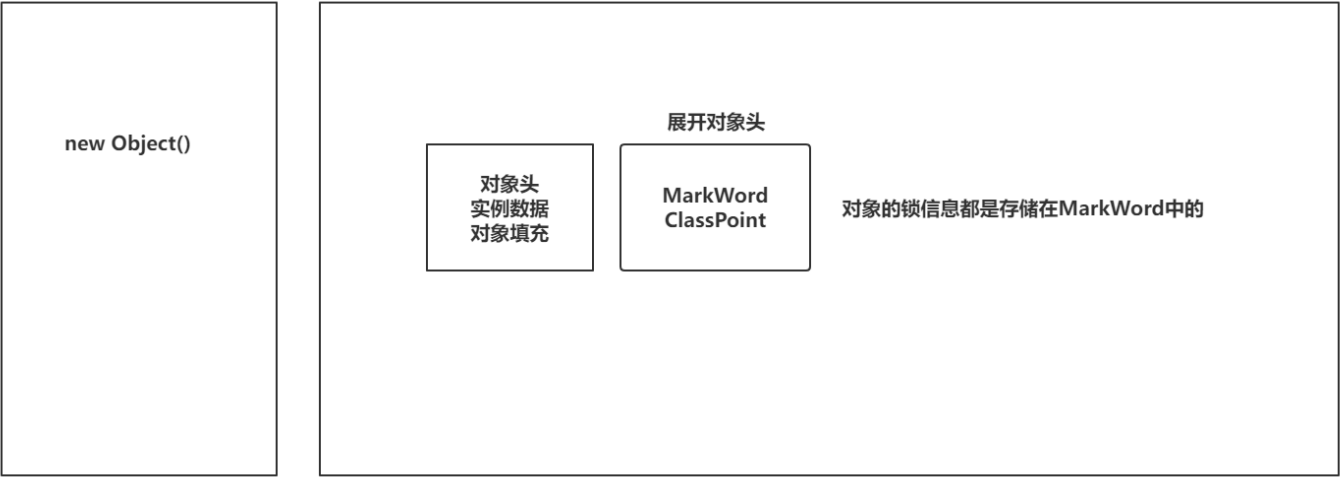 new Object()
展开对象头
对象头
实例数据
对象填充
MarkWord
ClassPoint
对象的锁信息都是存储在MarkWord中的